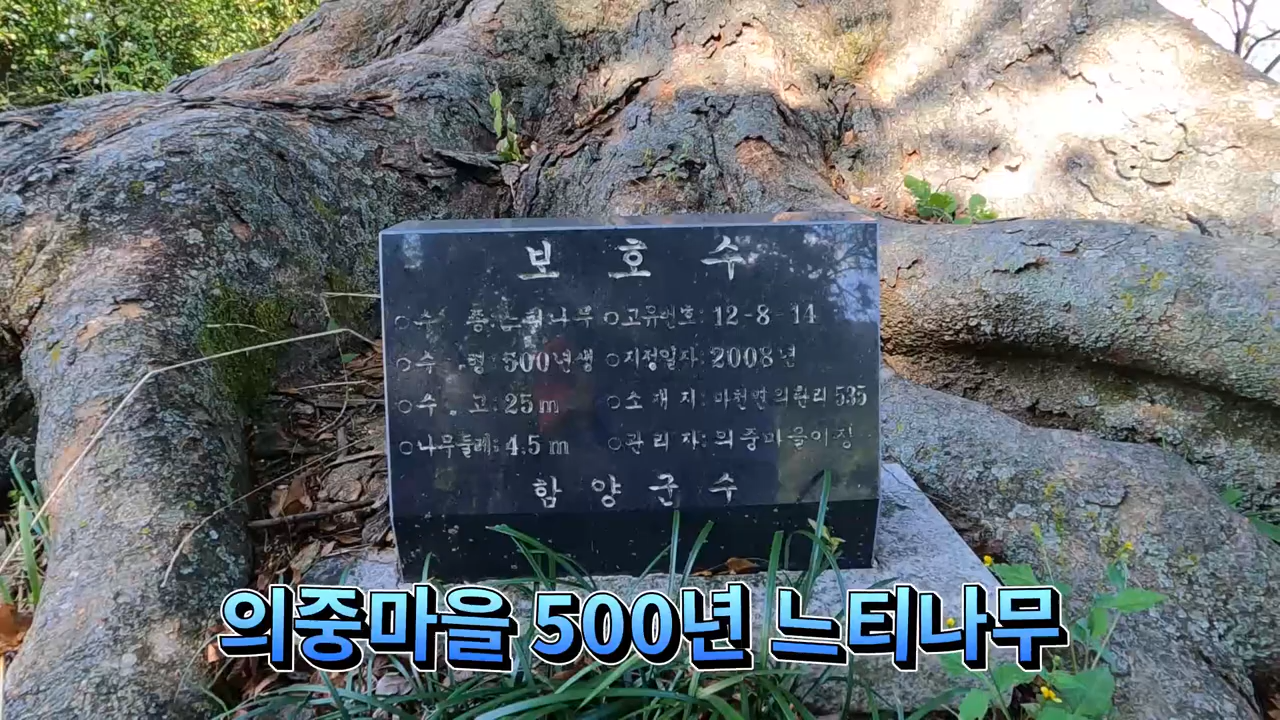 보 호 수
○수 종: 느티나무 ○고유번호: 12-8-14
○수 령: 500년생 ○지정일자: 2008년
○수 고: 25m ○소 재 지: 마천면 의탄리 535
○나무둘레: 4.5 m ○관 리 자: 의중마을이장
함 양 군 수
의중마을 500년 느티나무